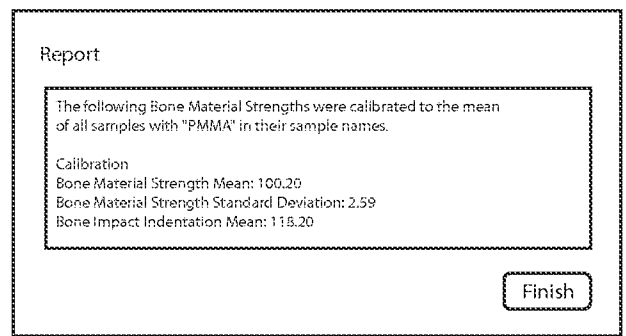 Report
The following Bone Material Strengths were calibrated to the mean
of all samples with "PMMA" in their sample names.
Calibration
Bone Material Strength Mean: 100.20
Bone Material Strength Standard Deviation: 2.59
Bone Impact Indentation Mean: 118.20
Finish